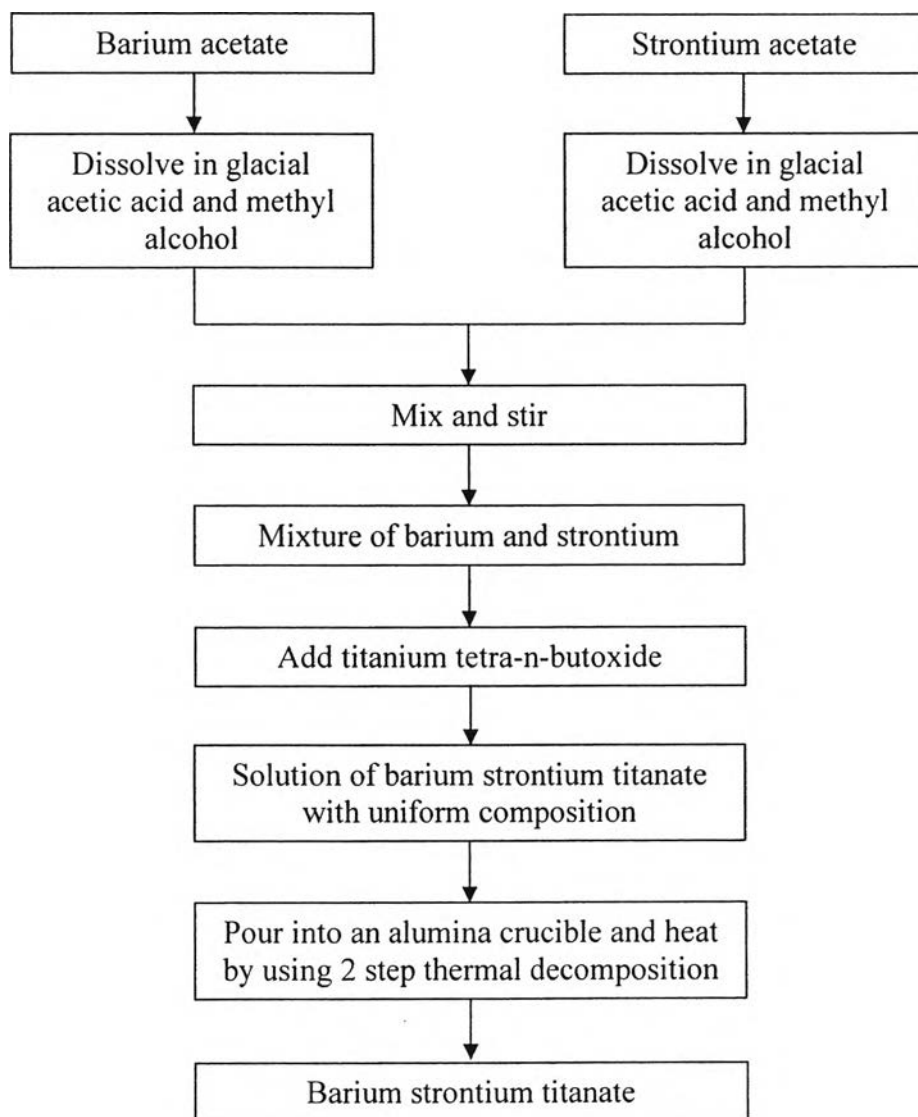 Barium acetate
Strontium acetate
Dissolve in glacial
acetic acid and methyl
alcohol
Dissolve in glacial
acetic acid and methyl
alcohol
Mix and stir
Mixture of barium and strontium
Add titanium tetra-n-butoxide
Solution of barium strontium titanate
with uniform composition
Pour into an alumina crucible and heat
by using 2 step thermal decomposition
Barium strontium titanate